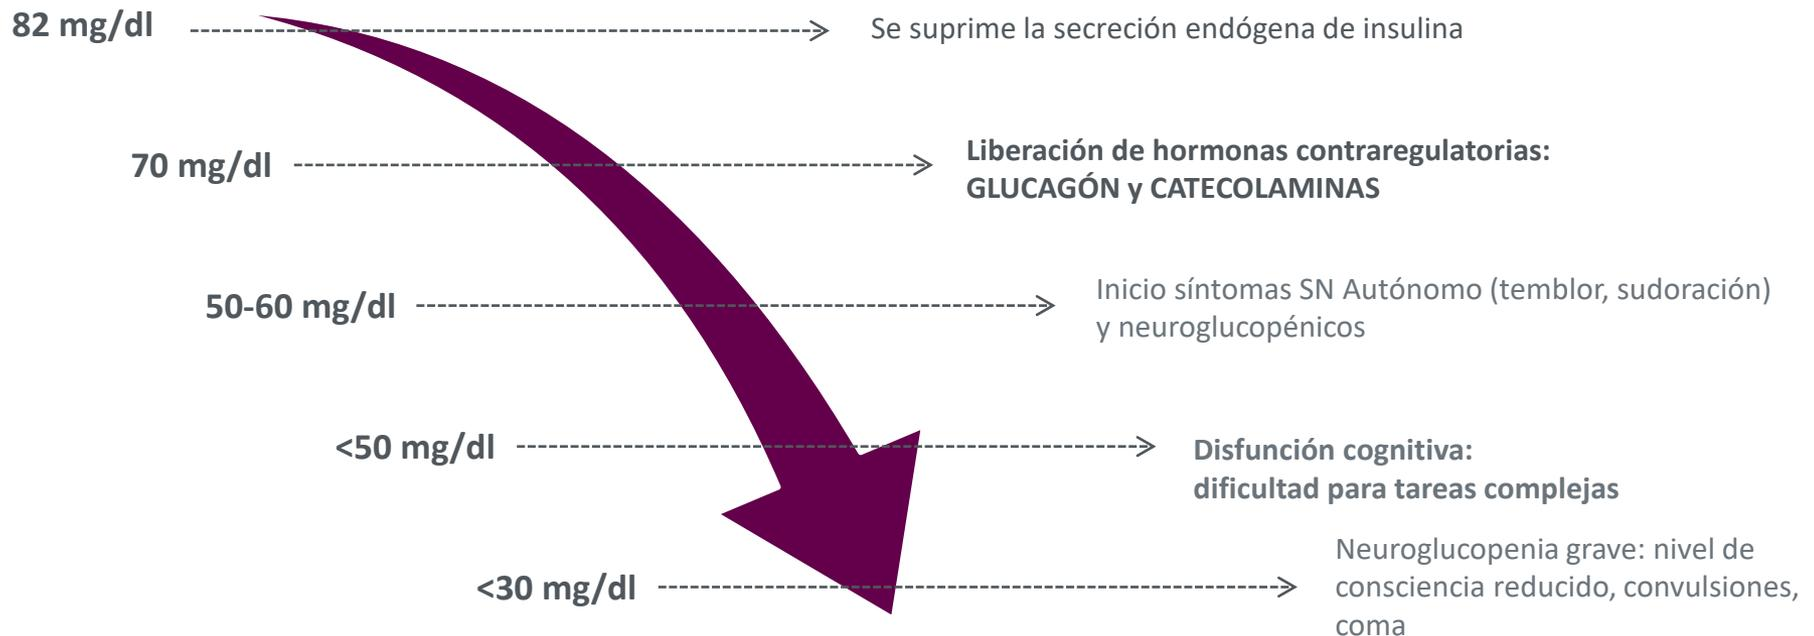 82 mg/dl
Se suprime la secreción endógena de insulina
70 mg/dl
Liberación de hormonas contraregulatorias:
GLUCAGÓN y CATECOLAMINAS
50-60 mg/dl
Inicio síntomas SN Autónomo (temblor, sudoración)
y neuroglucopénicos
<50 mg/dl
Disfunción cognitiva:
dificultad para tareas complejas
<30 mg/dl
Neuroglucopenia grave: nivel de
consciencia reducido, convulsiones,
coma